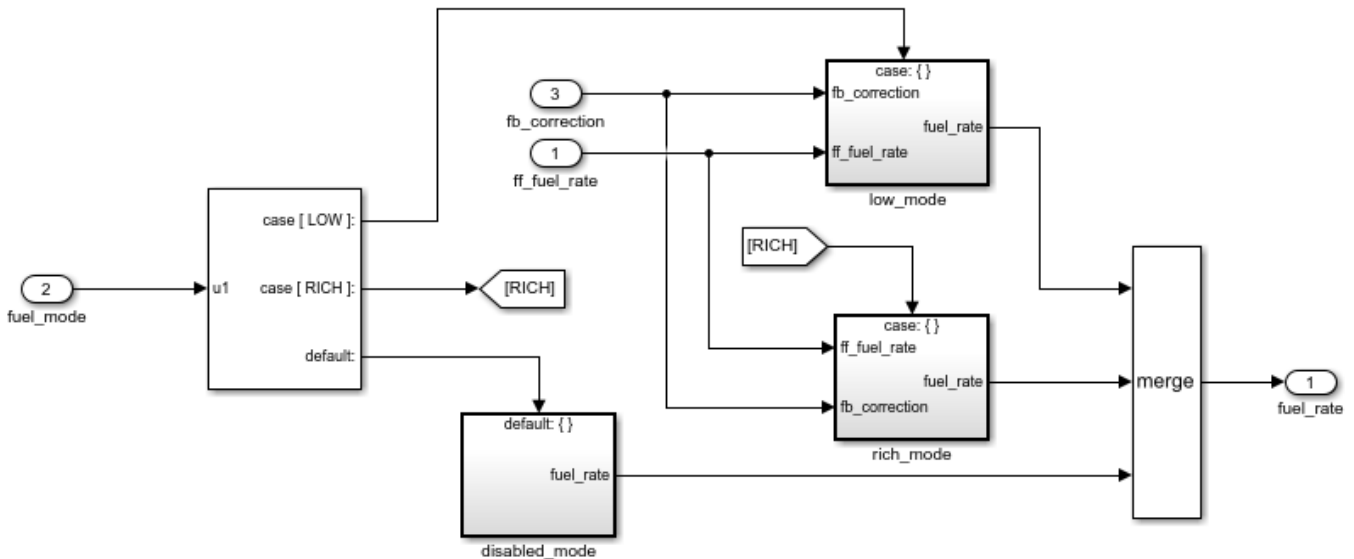 case: { }
3
fb_correction
fb_correction
fuel_rate
1
ff_fuel_rate
ff_fuel_rate
low_mode
case [ LOW ]:
[RICH]
2
fuel_mode
u1
case [ RICH ]:
[RICH]
case: { }
ff_fuel_rate
fuel_rate
fb_correction
rich_mode
default:
merge
1
fuel_rate
default: { }
fuel_rate
disabled_mode